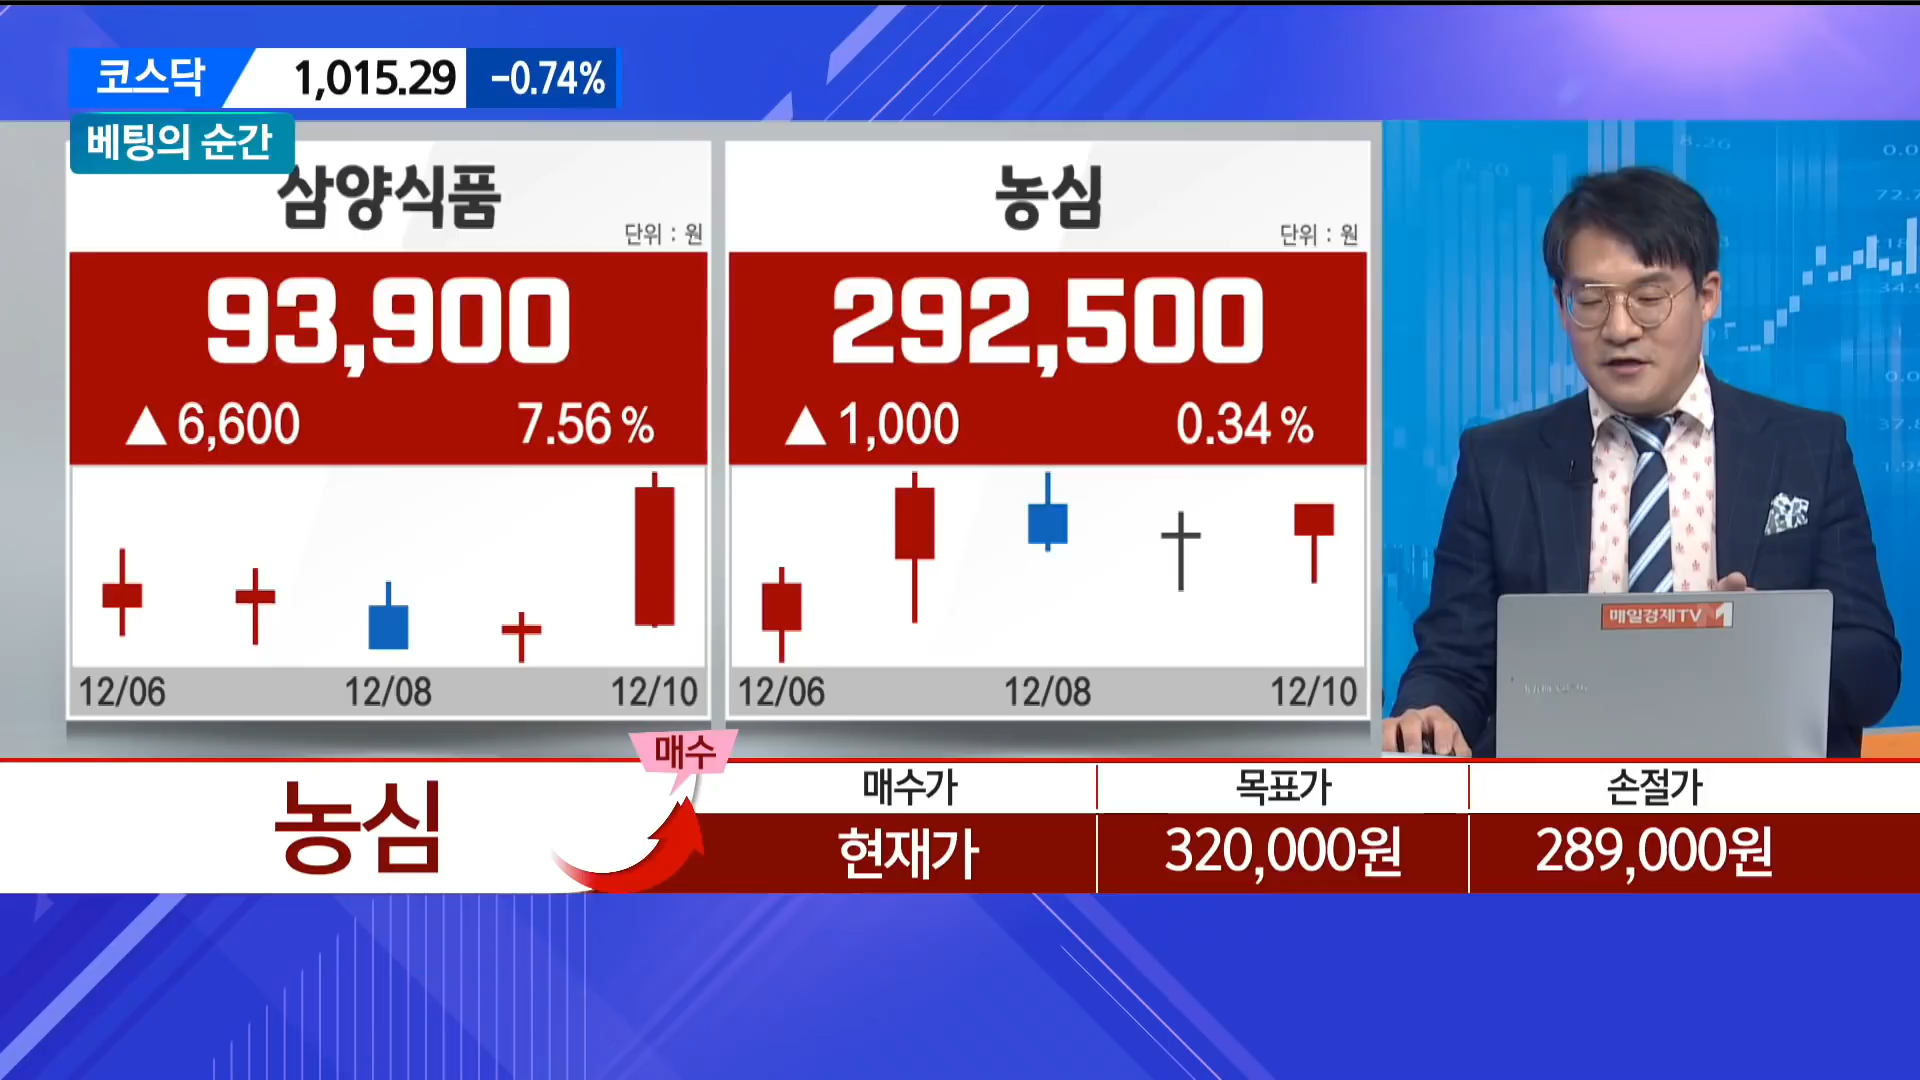 코스닥 1,015.29 -0.74%
베팅의 순간
삼양식품
단위 : 원
93,900
▲6,600 7.56%
12/06 12/08 12/10
농심
단위 : 원
292,500
▲1,000 0.34%
12/06 12/08 12/10
매일경제TV 1
매수
농심
매수가 목표가 손절가
현재가 320,000원 289,000원